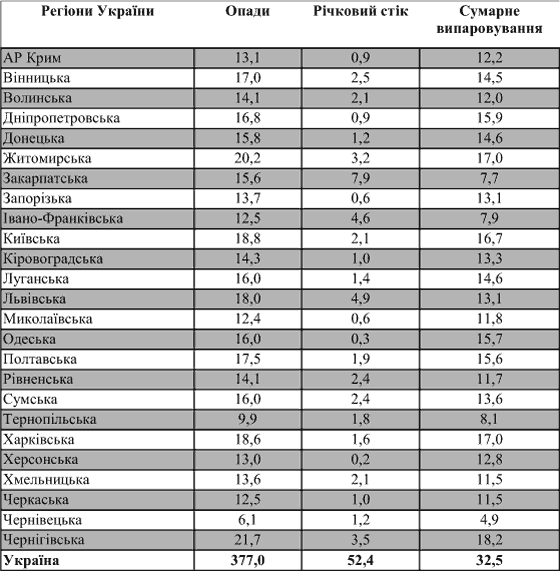 Регіони України Опади Річковий стік Сумарне випаровування
АР Крим 13,1 0,9 12,2
Вінницька 17,0 2,5 14,5
Волинська 14,1 2,1 12,0
Дніпропетровська 16,8 0,9 15,9
Донецька 15,8 1,2 14,6
Житомирська 20,2 3,2 17,0
Закарпатська 15,6 7,9 7,7
Запорізька 13,7 0,6 13,1
Івано-Франківська 12,5 4,6 7,9
Київська 18,8 2,1 16,7
Кіровоградська 14,3 1,0 13,3
Луганська 16,0 1,4 14,6
Львівська 18,0 4,9 13,1
Миколаївська 12,4 0,6 11,8
Одеська 16,0 0,3 15,7
Полтавська 17,5 1,9 15,6
Рівненська 14,1 2,4 11,7
Сумська 16,0 2,4 13,6
Тернопільська 9,9 1,8 8,1
Харківська 18,6 1,6 17,0
Херсонська 13,0 0,2 12,8
Хмельницька 13,6 2,1 11,5
Черкаська 12,5 1,0 11,5
Чернівецька 6,1 1,2 4,9
Чернігівська 21,7 3,5 18,2
Україна 377,0 52,4 32,5